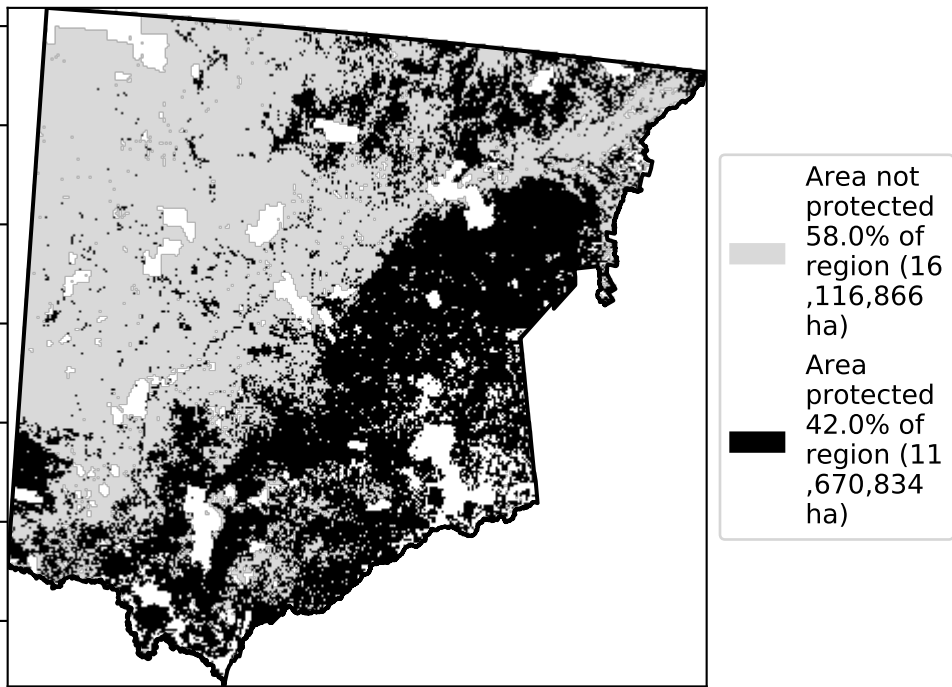 Area not
protected
58.0% of
region (16
,116,866
ha)
Area
protected
42.0% of
region (11
,670,834
ha)